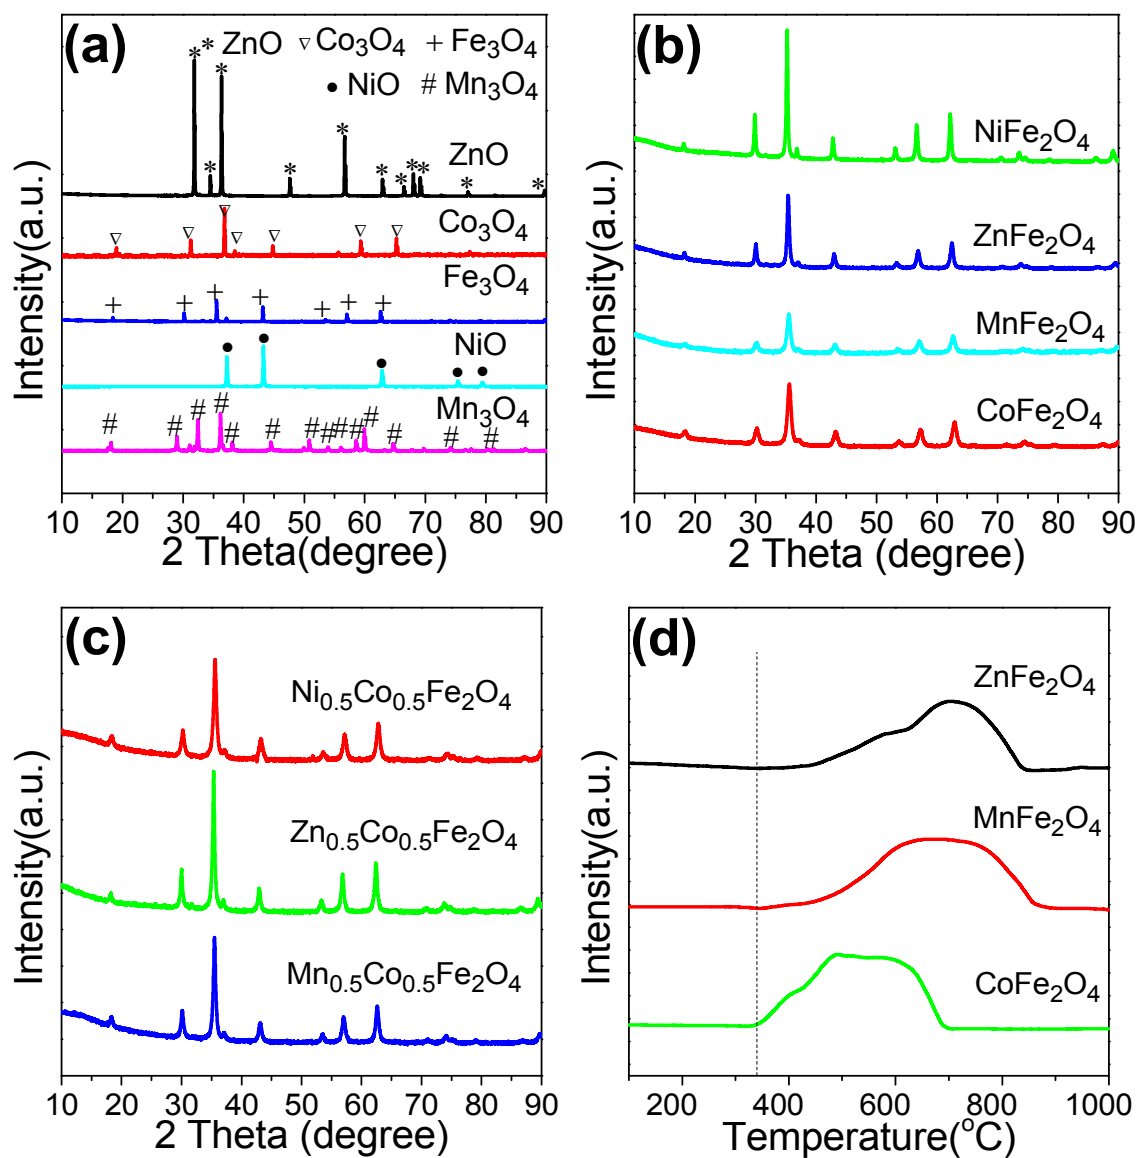 (a)
* ZnO ▿ Co3O4 + Fe3O4
● NiO # Mn3O4
ZnO
Co3O4
Fe3O4
NiO
Mn3O4
Intensity(a.u.)
10 20 30 40 50 60 70 80 90
2 Theta(degree)
(b)
NiFe2O4
ZnFe2O4
MnFe2O4
CoFe2O4
Intensity(a.u.)
10 20 30 40 50 60 70 80 90
2 Theta (degree)
(c)
Ni0.5Co0.5Fe2O4
Zn0.5Co0.5Fe2O4
Mn0.5Co0.5Fe2O4
Intensity(a.u.)
10 20 30 40 50 60 70 80 90
2 Theta (degree)
(d)
ZnFe2O4
MnFe2O4
CoFe2O4
Intensity(a.u.)
200 400 600 800 1000
Temperature(oC)